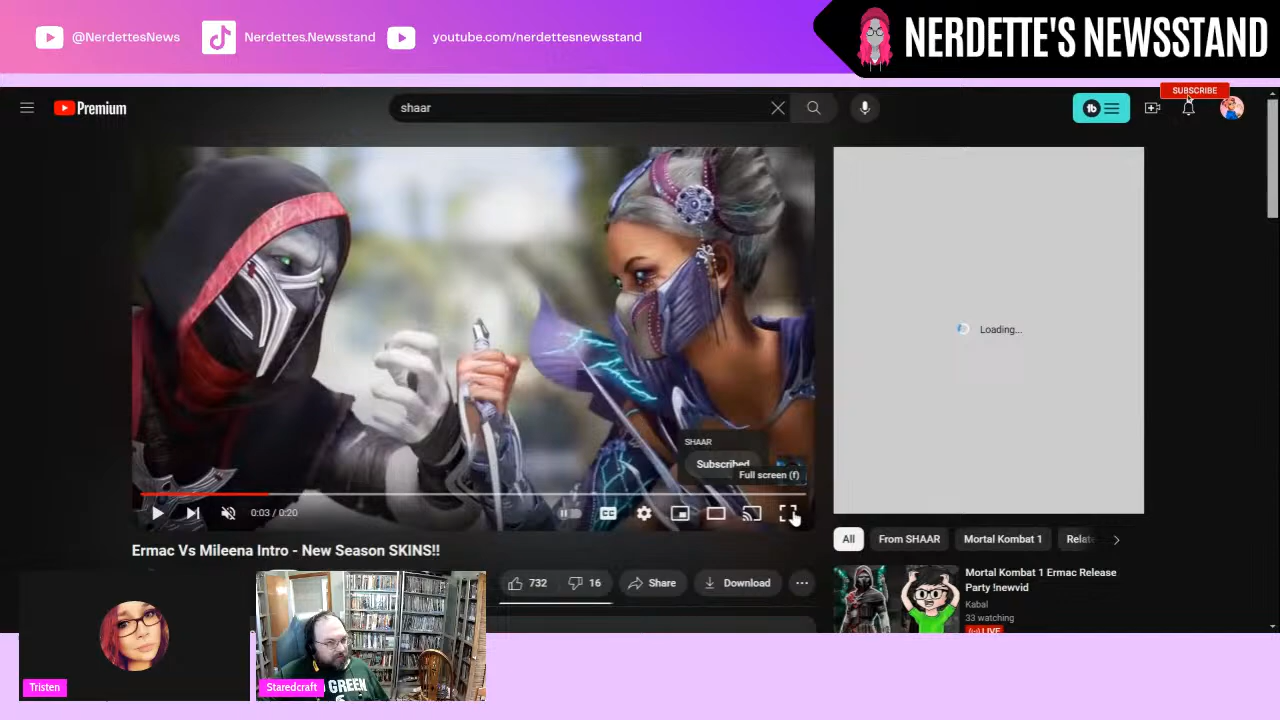 @NerdettesNews
Nerdettes.Newsstand
youtube.com/nerdettesnewsstand
NERDETTE'S NEWSSTAND
SUBSCRIBE
Premium
shaar
SHAAR
Subscribed
Full screen (f)
0:03 / 0:20
CC
Loading...
Ermac Vs Mileena Intro - New Season SKINS!!
All
From SHAAR
Mortal Kombat 1
732
16
Share
Download
Mortal Kombat 1 Ermac Release
Party !newvid
Kabal
33 watching
LIVE
Tristen
Staredcraft
GREEN